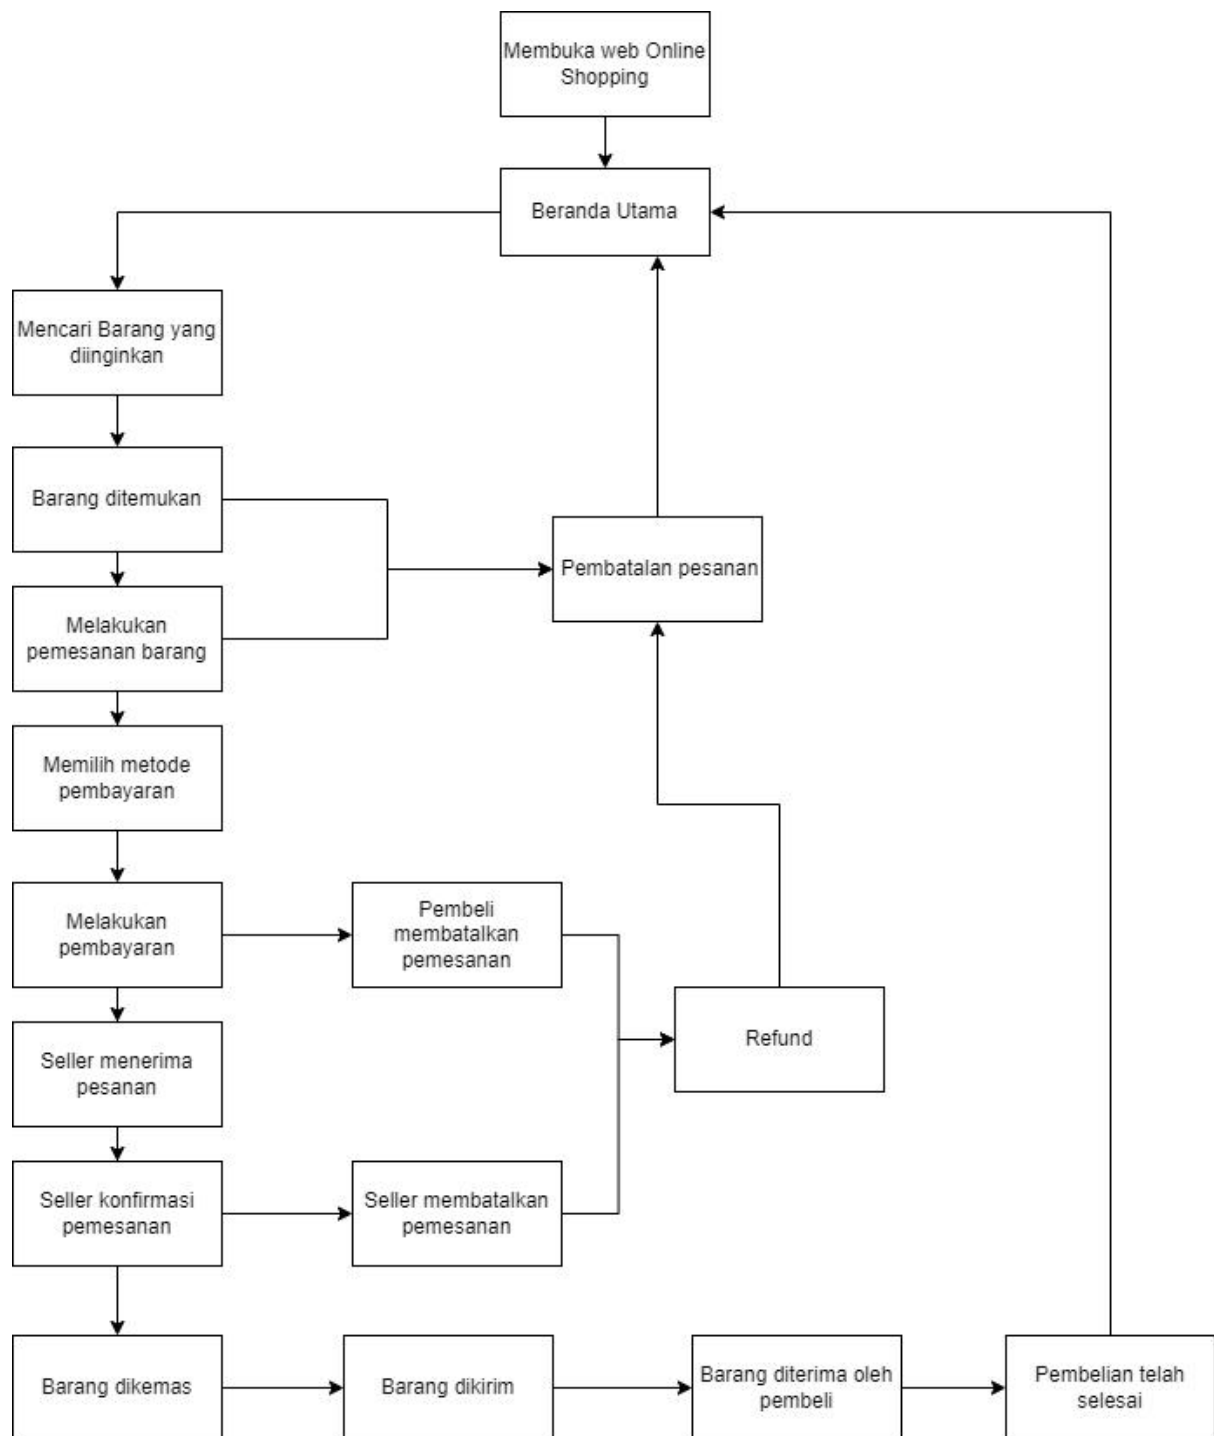 Membuka web Online
Shopping
Beranda Utama
Mencari Barang yang
diinginkan
Barang ditemukan
Pembatalan pesanan
Melakukan
pemesanan barang
Memilih metode
pembayaran
Melakukan
pembayaran
Pembeli
membatalkan
pemesanan
Refund
Seller menerima
pesanan
Seller konfirmasi
pemesanan
Seller membatalkan
pemesanan
Barang dikemas
Barang dikirim
Barang diterima oleh
pembeli
Pembelian telah
selesai